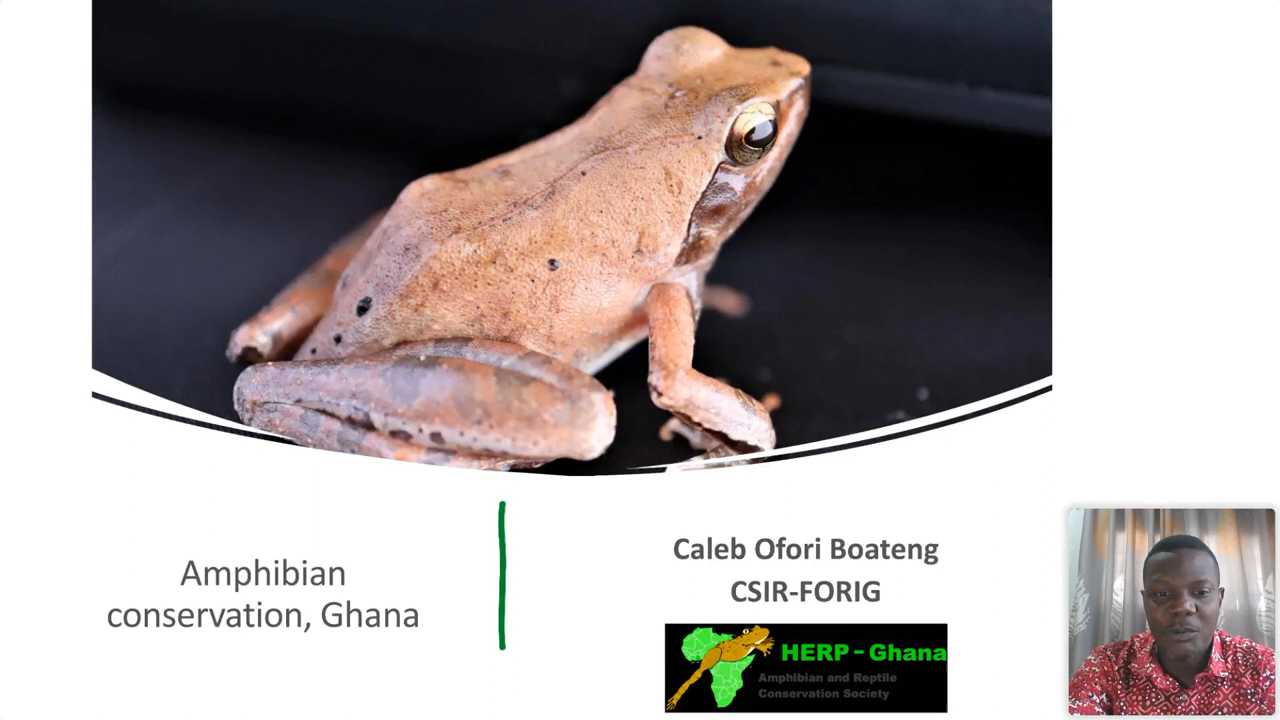 Amphibian
conservation, Ghana
Caleb Ofori Boateng
CSIR-FORIG
HERP - Ghana
Amphibian and Reptile
Conservation Society